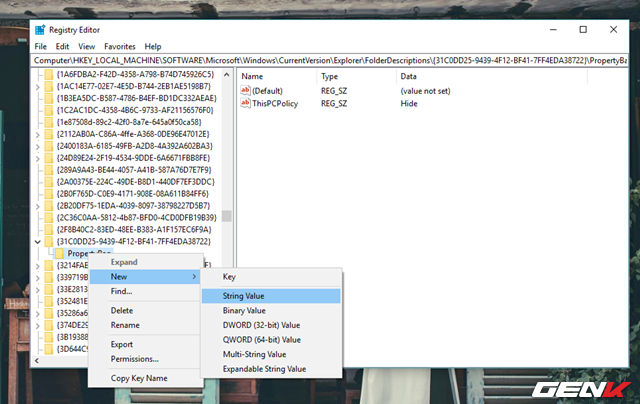 Registry Editor
File Edit View Favorites Help
Computer\HKEY_LOCAL_MACHINE\SOFTWARE\Microsoft\Windows\CurrentVersion\Explorer\FolderDescriptions\{31C0DD25-9439-4F12-BF41-7FF4EDA38722}\PropertyBa
{1A6FDBA2-F42D-4358-A798-B74D745926C5}
{1AC14E77-02E7-4E5D-B744-2EB1AE5198B7}
{1B3EA5DC-B587-4786-B4EF-BD1DC332AEAE}
{1C2AC1DC-4358-4B6C-9733-AF21156576F0}
{1e87508d-89c2-42f0-8a7e-645a0f50ca58}
{2112AB0A-C86A-4ffe-A368-0DE96E47012E}
{2400183A-6185-49FB-A2D8-4A392A602BA3}
{24D89E24-2F19-4534-9DDE-6A6671FBB8FE}
{289A9A43-BE44-4057-A41B-587A76D7E7F9}
{2A00375E-224C-49DE-B8D1-440DF7EF3DDC}
{2B0F765D-C0E9-4171-908E-08A611B84FF6}
{2B20DF75-1EDA-4039-8097-38798227D5B7}
{2C36C0AA-5812-4b87-BFD0-4CD0DFB19B39}
{2F8B40C2-83ED-48EE-B383-A1F157EC6F9A}
{31C0DD25-9439-4F12-BF41-7FF4EDA38722}
PropertyBag
{3214FAE
{339719B
{33E2813
{352481E
{35286a6
{374DE29
{3B19388
{3D644C9
Name Type Data
(Default) REG_SZ (value not set)
ThisPCPolicy REG_SZ Hide
Expand
New
Find...
Delete
Rename
Export
Permissions...
Copy Key Name
Key
String Value
Binary Value
DWORD (32-bit) Value
QWORD (64-bit) Value
Multi-String Value
Expandable String Value
GENK